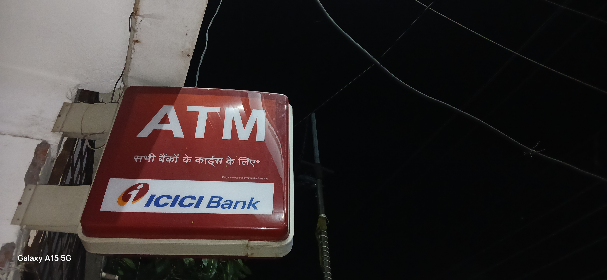 ATM
सभी बैंकों के कार्ड्स के लिए*
ICICI Bank
Galaxy A15 5G